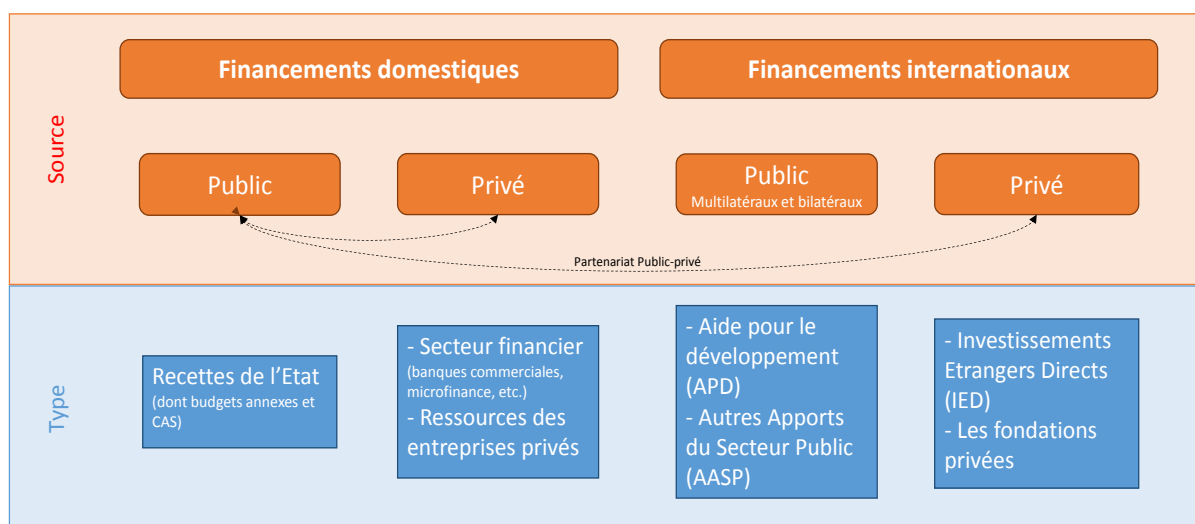 Financements domestiques
Financements internationaux
Source
Public
Privé
Public
Multilatéraux et bilatéraux
Privé
Partenariat Public-privé
Type
Recettes de l’Etat
(dont budgets annexes et
CAS)
- Secteur financier
(banques commerciales,
microfinance, etc.)
- Ressources des
entreprises privés
- Aide pour le
développement
(APD)
- Autres Apports
du Secteur Public
(AASP)
- Investissements
Etrangers Directs
(IED)
- Les fondations
privées